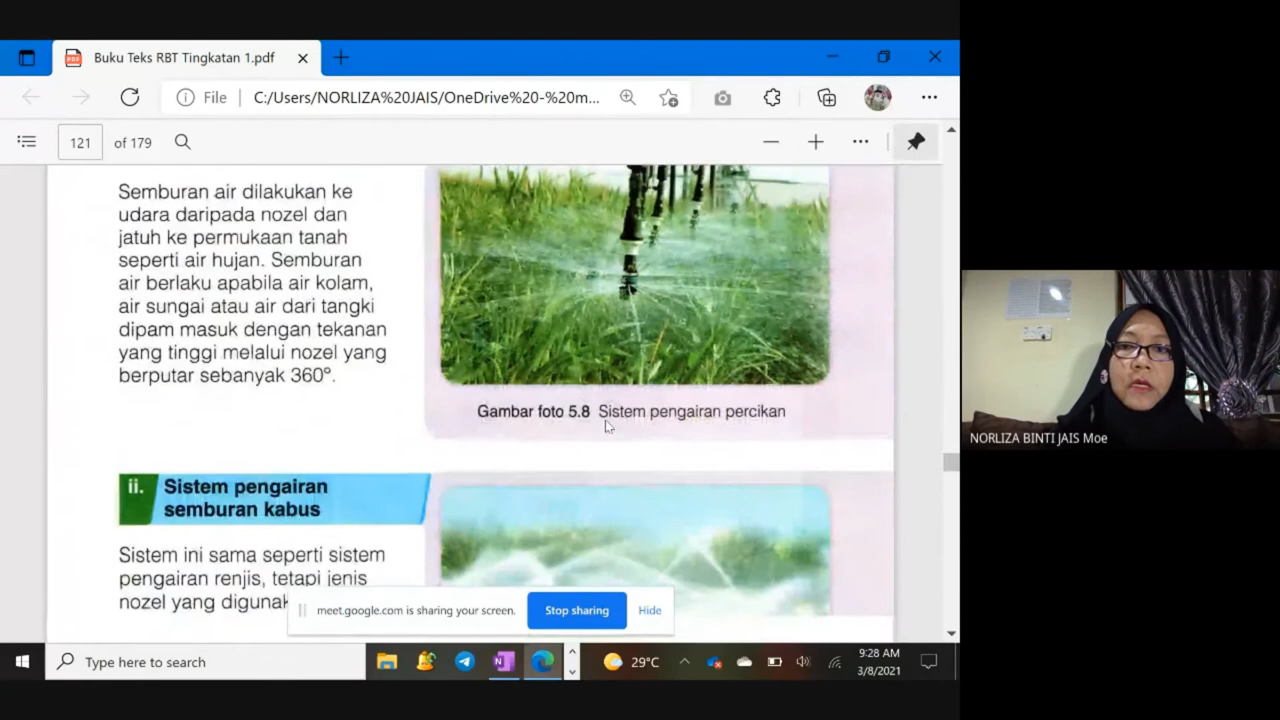 Buku Teks RBT Tingkatan 1.pdf
File
C:/Users/NORLIZA%20JAIS/OneDrive%20-%20m...
121 of 179
Semburan air dilakukan ke
udara daripada nozel dan
jatuh ke permukaan tanah
seperti air hujan. Semburan
air berlaku apabila air kolam,
air sungai atau air dari tangki
dipam masuk dengan tekanan
yang tinggi melalui nozel yang
berputar sebanyak 360º.
Gambar foto 5.8 Sistem pengairan percikan
ii. Sistem pengairan
semburan kabus
Sistem ini sama seperti sistem
pengairan renjis, tetapi jenis
nozel yang digunak
meet.google.com is sharing your screen. Stop sharing Hide
NORLIZA BINTI JAIS Moe
Type here to search
29°C
9:28 AM
3/8/2021